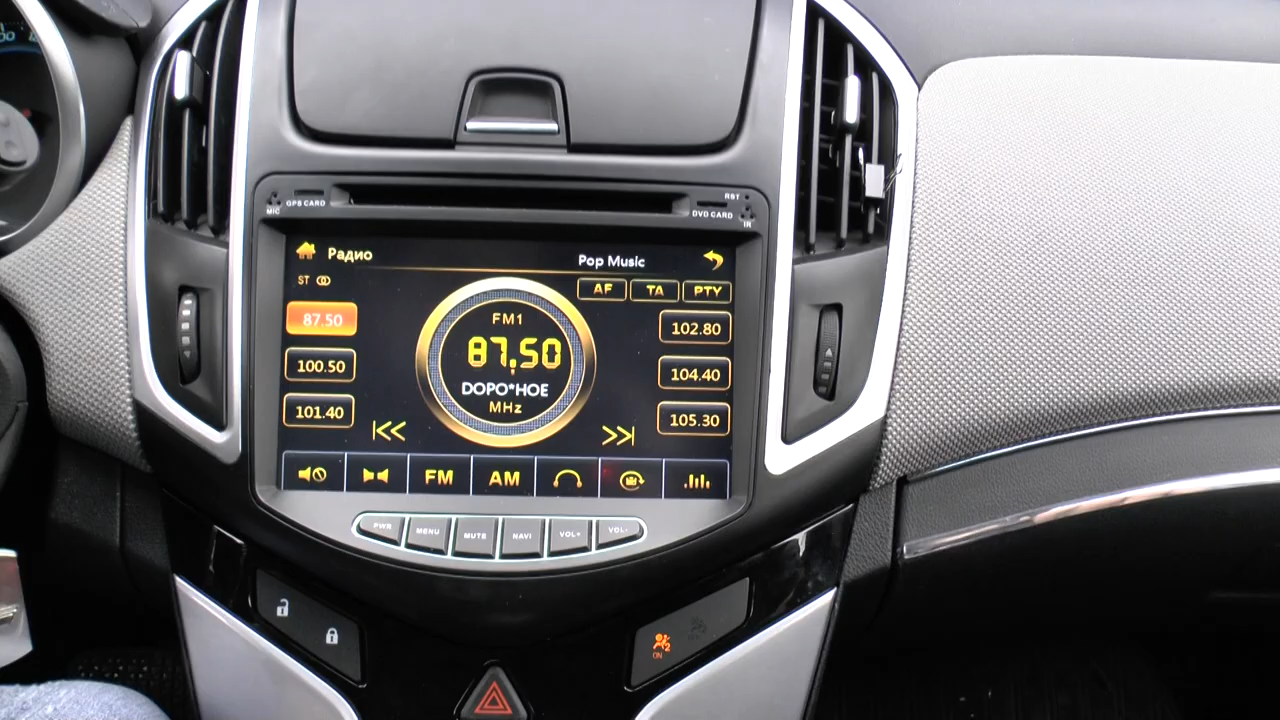 GPS CARD
MIC
RST
DVD CARD
IR
Радио
Pop Music
ST
AF
TA
PTY
87.50
100.50
101.40
FM1
87.50
DOPO*HOE
MHz
102.80
104.40
105.30
FM
AM
PWR
MENU
MUTE
NAVI
VOL+
VOL-
2
ON